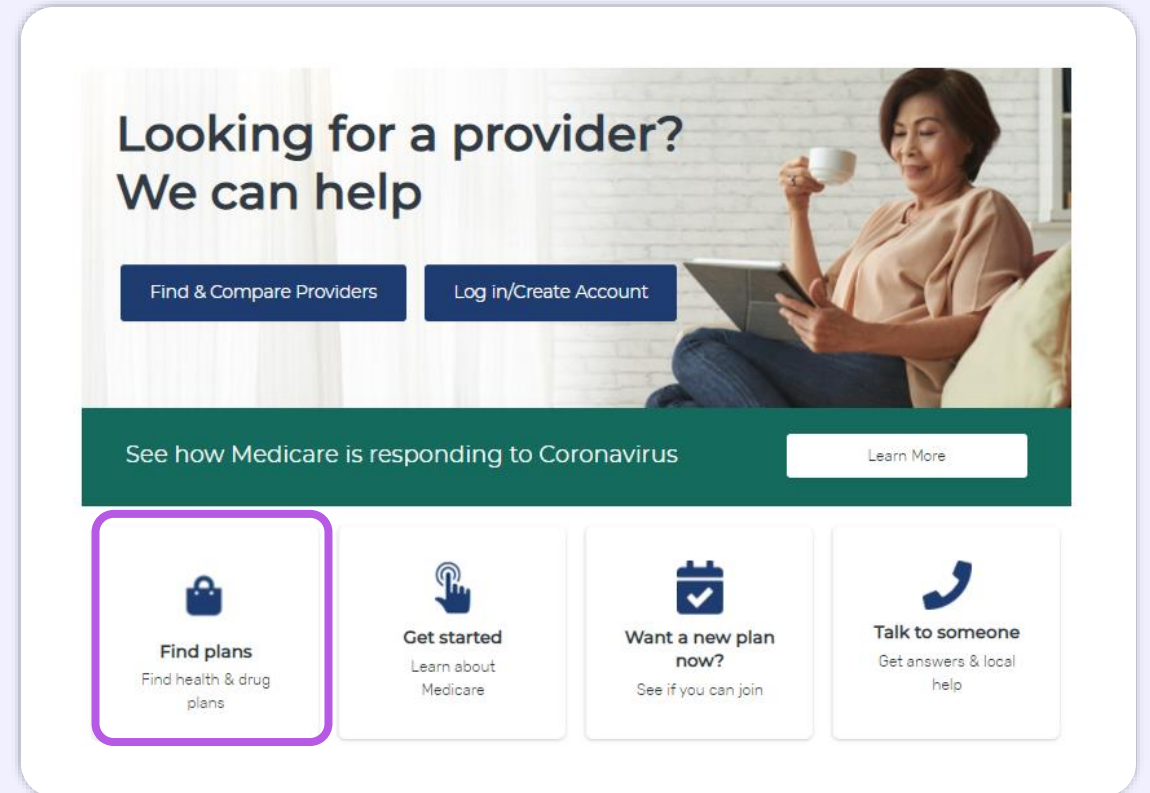 Looking for a provider?
We can help
Find & Compare Providers
Log in/Create Account
See how Medicare is responding to Coronavirus
Learn More
Find plans
Find health & drug
plans
Get started
Learn about
Medicare
Want a new plan
now?
See if you can join
Talk to someone
Get answers & local
help